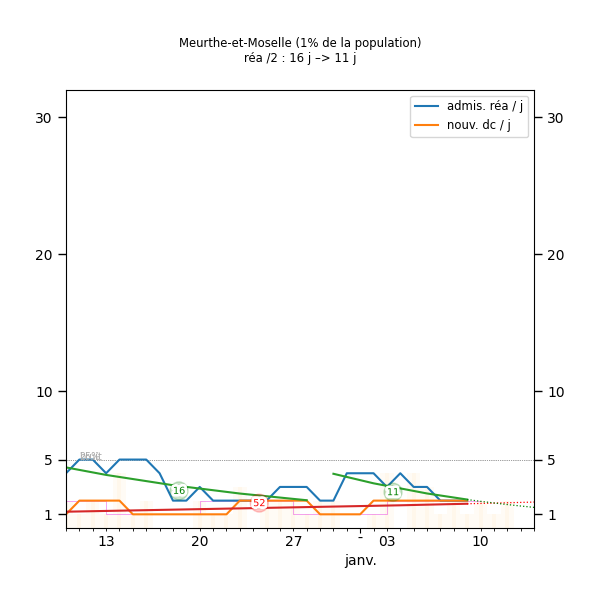 Meurthe-et-Moselle (1% de la population)
réa /2 : 16 j –> 11 j
admis. réa / j
nouv. dc / j
30 30
20 20
10 10
5 5
1 1
16
52
11
13 20 27 - 03 10
janv.